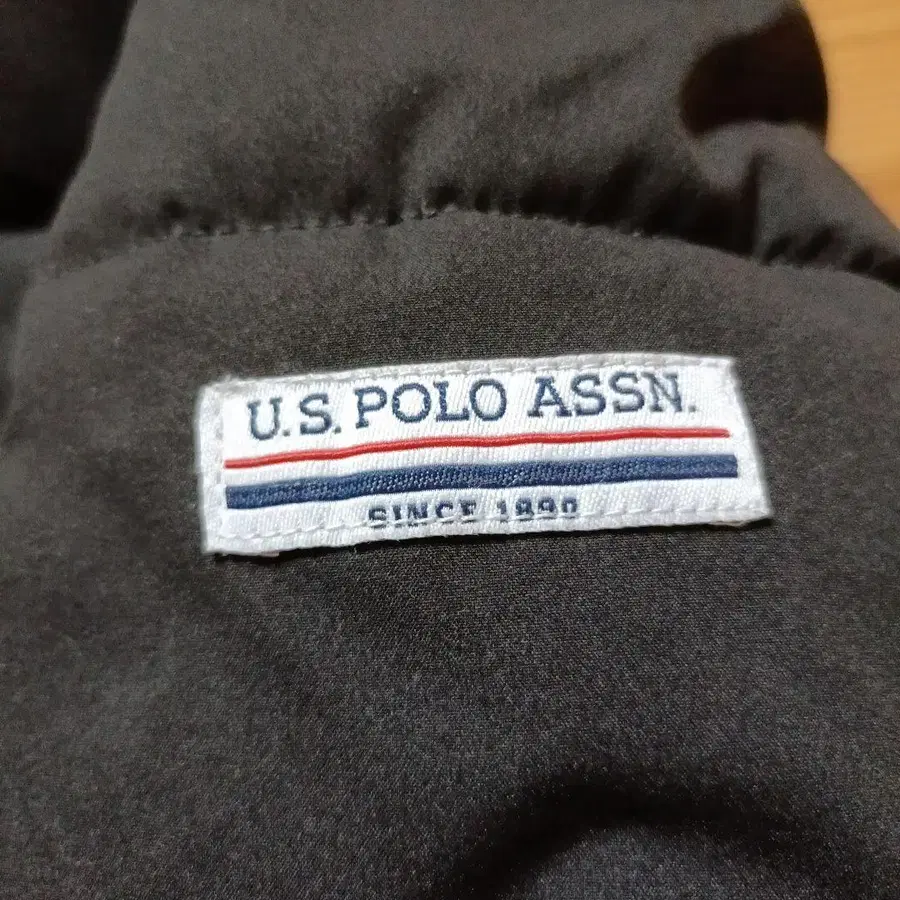 U.S. POLO ASSN.
SINCE 1890